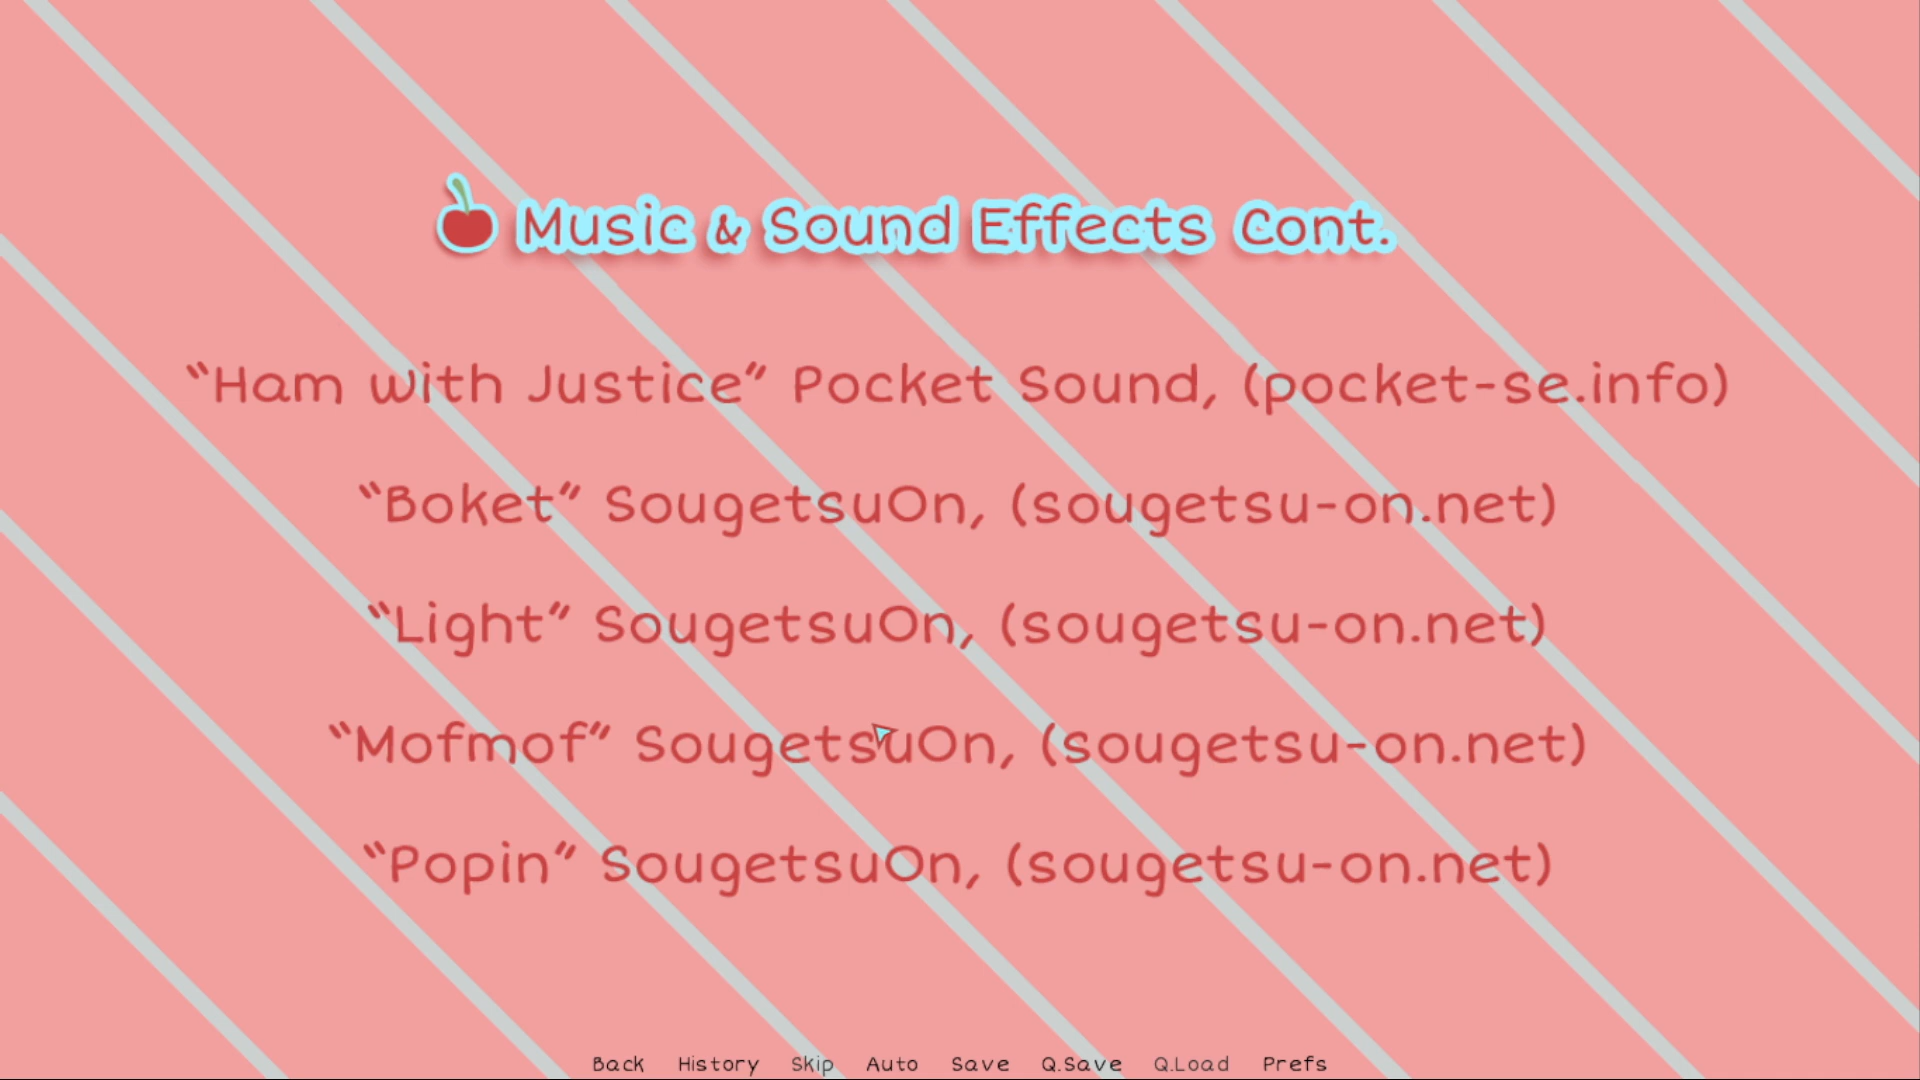 Music & Sound Effects Cont.
“Ham with Justice” Pocket Sound, (pocket-se.info)
“Boket” SougetsuOn, (sougetsu-on.net)
“Light” SougetsuOn, (sougetsu-on.net)
“Mofmof” SougetsuOn, (sougetsu-on.net)
“Popin” SougetsuOn, (sougetsu-on.net)
Back History Skip Auto Save Q.Save Q.Load Prefs